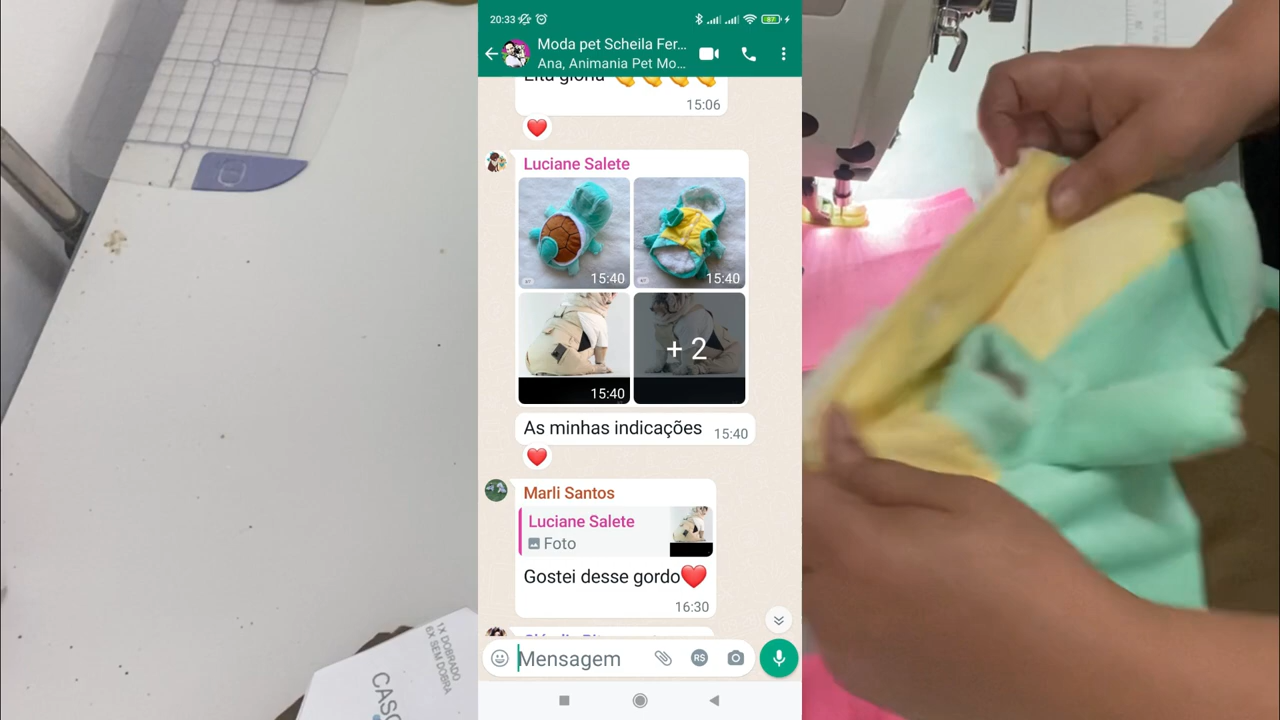 20:33
87
Moda pet Scheila Fer...
Ana, Animania Pet Mo...
15:06
Luciane Salete
15:40
15:40
15:40
+ 2
As minhas indicações 15:40
Marli Santos
Luciane Salete
Foto
Gostei desse gordo❤️
16:30
Mensagem
R$
1X DOBRADO
6X SEM DOBRA